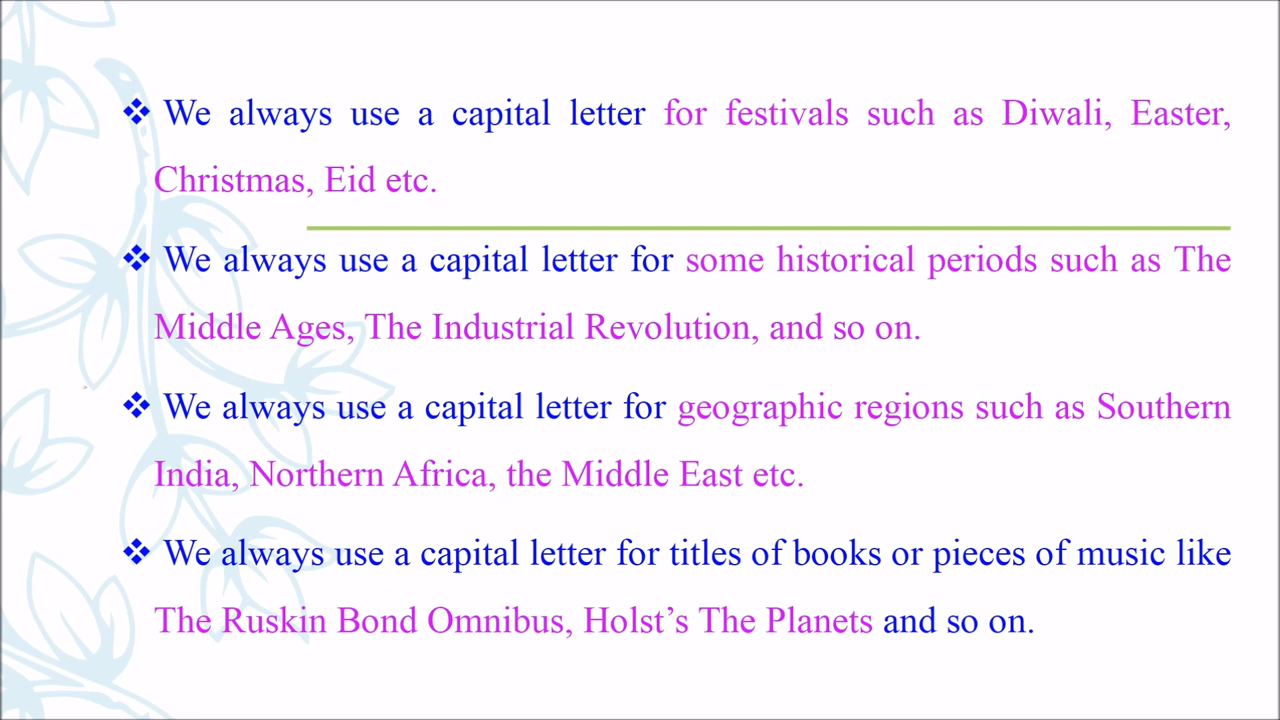 ❖ We always use a capital letter for festivals such as Diwali, Easter,
Christmas, Eid etc.
❖ We always use a capital letter for some historical periods such as The
Middle Ages, The Industrial Revolution, and so on.
❖ We always use a capital letter for geographic regions such as Southern
India, Northern Africa, the Middle East etc.
❖ We always use a capital letter for titles of books or pieces of music like
The Ruskin Bond Omnibus, Holst’s The Planets and so on.